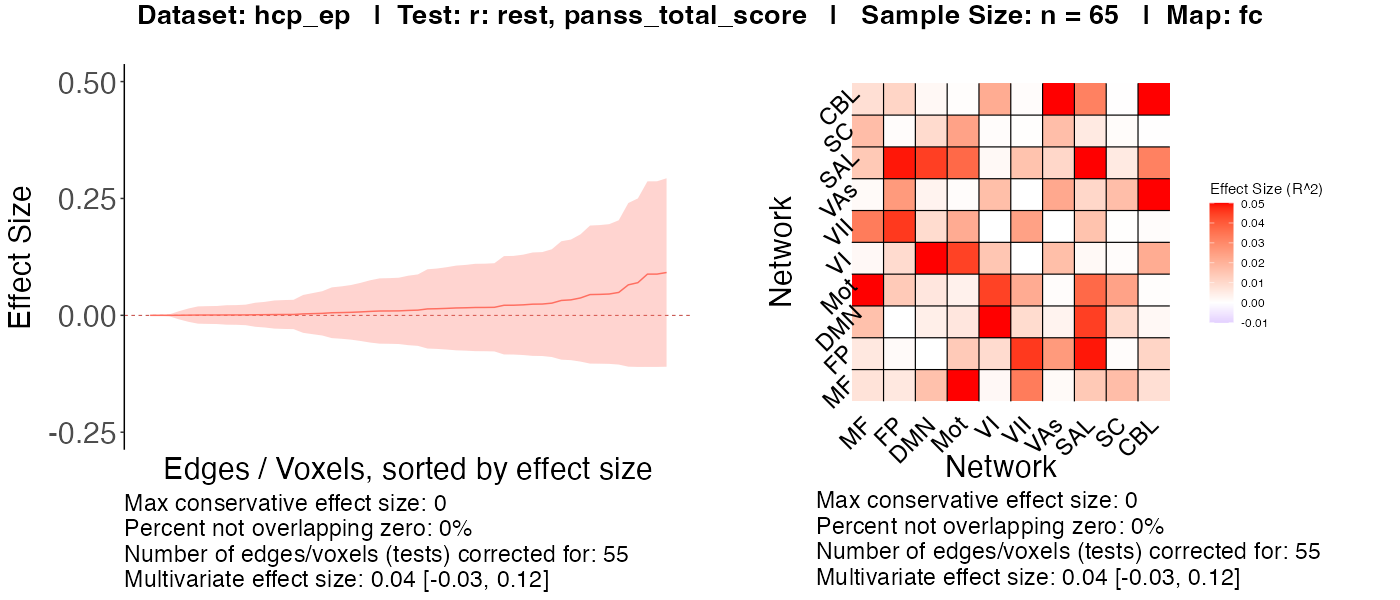 Dataset: hcp_ep | Test: r: rest, panss_total_score | Sample Size: n = 65 | Map: fc
0.50
0.25
0.00
-0.25
Effect Size
Edges / Voxels, sorted by effect size
Max conservative effect size: 0
Percent not overlapping zero: 0%
Number of edges/voxels (tests) corrected for: 55
Multivariate effect size: 0.04 [-0.03, 0.12]
Network
CBL
SC
SAL
VAs
VII
VI
Mot
DMN
FP
MF
MF
FP
DMN
Mot
VI
VII
VAs
SAL
SC
CBL
Network
Effect Size (R^2)
0.05
0.04
0.03
0.02
0.01
0.00
-0.01
Max conservative effect size: 0
Percent not overlapping zero: 0%
Number of edges/voxels (tests) corrected for: 55
Multivariate effect size: 0.04 [-0.03, 0.12]